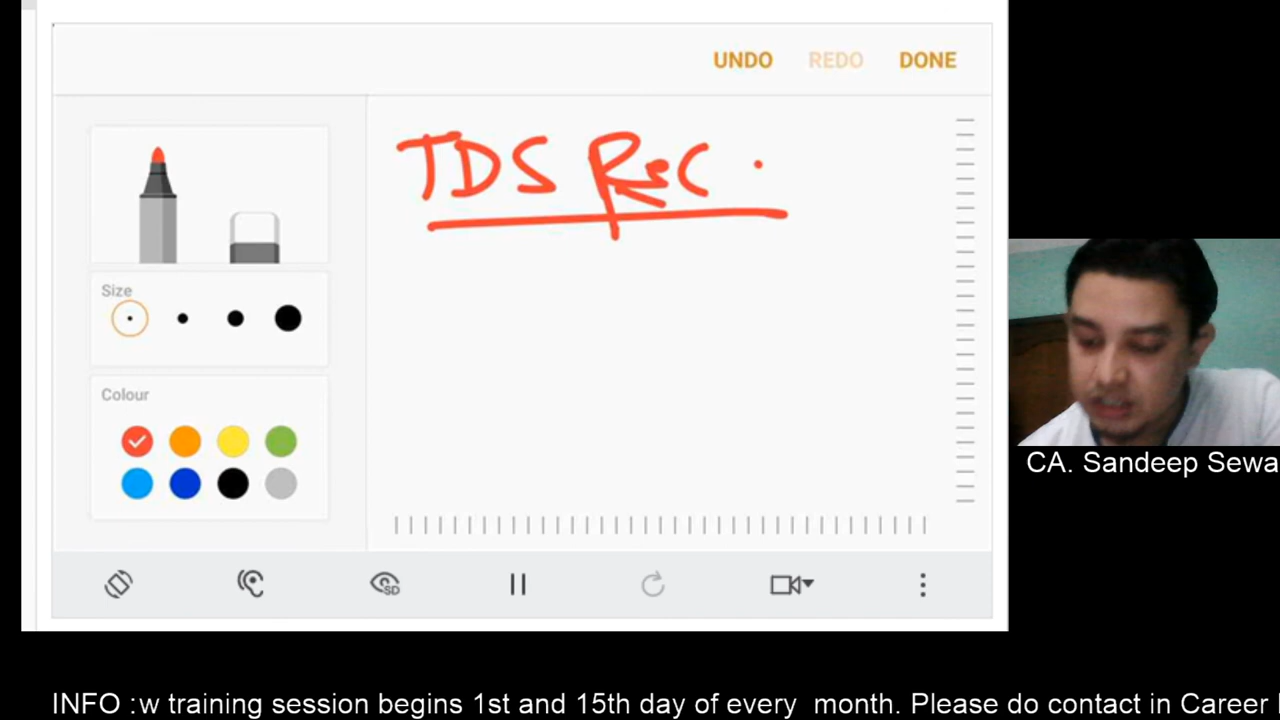 UNDO REDO DONE
TDS Rec.
Size
Colour
SD
CA. Sandeep Sewa
INFO :w training session begins 1st and 15th day of every month. Please do contact in Career